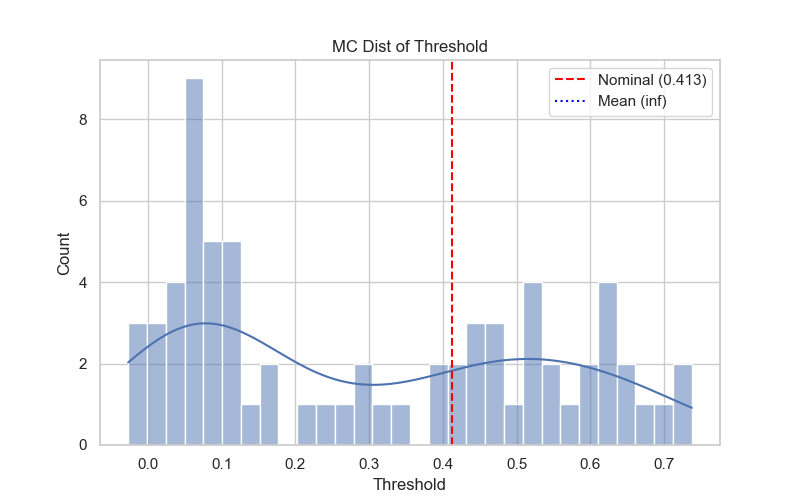 MC Dist of Threshold
Nominal (0.413)
Mean (inf)
Count
8
6
4
2
0
0.0 0.1 0.2 0.3 0.4 0.5 0.6 0.7
Threshold